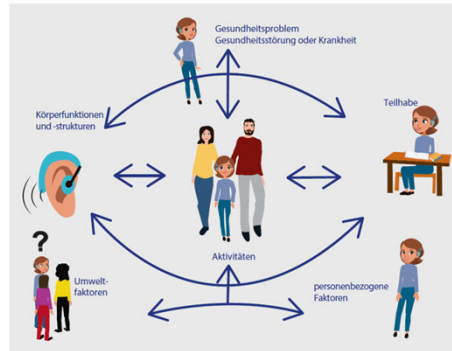 Gesundheitsproblem
Gesundheitsstörung oder Krankheit
Körperfunktionen
und -strukturen
Teilhabe
?
Aktivitäten
Umwelt-
faktoren
personenbezogene
Faktoren